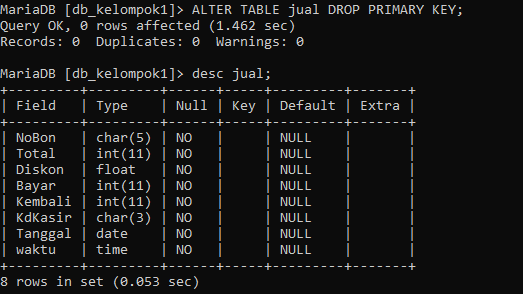 MariaDB [db_kelompok1]> ALTER TABLE jual DROP PRIMARY KEY;
Query OK, 0 rows affected (1.462 sec)
Records: 0  Duplicates: 0  Warnings: 0

MariaDB [db_kelompok1]> desc jual;
+---------+---------+------+-----+---------+-------+
| Field   | Type    | Null | Key | Default | Extra |
+---------+---------+------+-----+---------+-------+
| NoBon   | char(5) | NO   |     | NULL    |       |
| Total   | int(11) | NO   |     | NULL    |       |
| Diskon  | float   | NO   |     | NULL    |       |
| Bayar   | int(11) | NO   |     | NULL    |       |
| Kembali | int(11) | NO   |     | NULL    |       |
| KdKasir | char(3) | NO   |     | NULL    |       |
| Tanggal | date    | NO   |     | NULL    |       |
| waktu   | time    | NO   |     | NULL    |       |
+---------+---------+------+-----+---------+-------+
8 rows in set (0.053 sec)